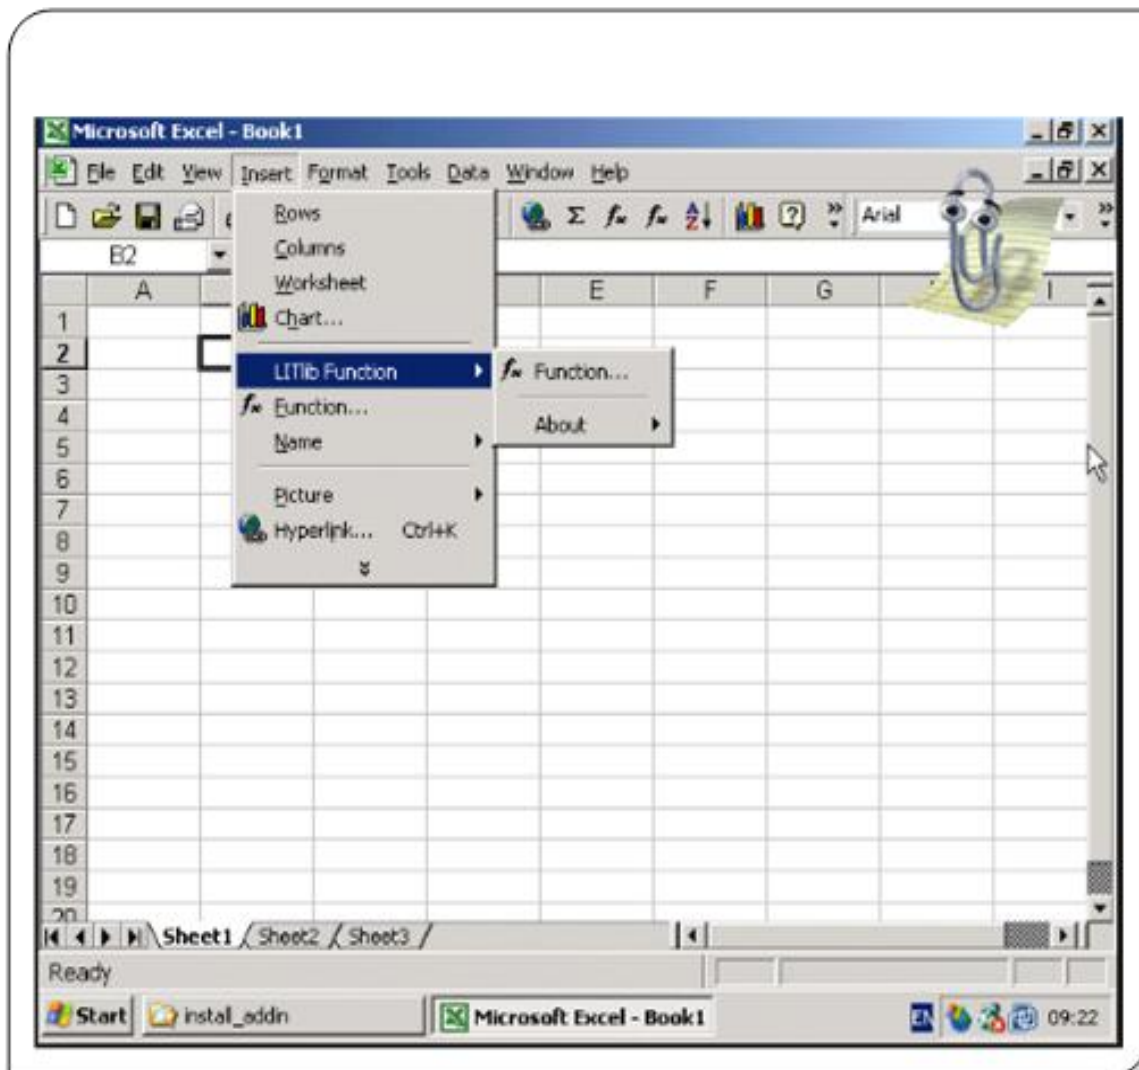 Microsoft Excel - Book1
File Edit View Insert Format Tools Data Window Help
Arial
B2
A E F G I
Rows
Columns
Worksheet
Chart...
LITlib Function
Function...
Name
Picture
Hyperlink... Ctrl+K
Function...
About
1
2
3
4
5
6
7
8
9
10
11
12
13
14
15
16
17
18
19
20
Sheet1 Sheet2 Sheet3
Ready
Start install_addin Microsoft Excel - Book1 EN 09:22